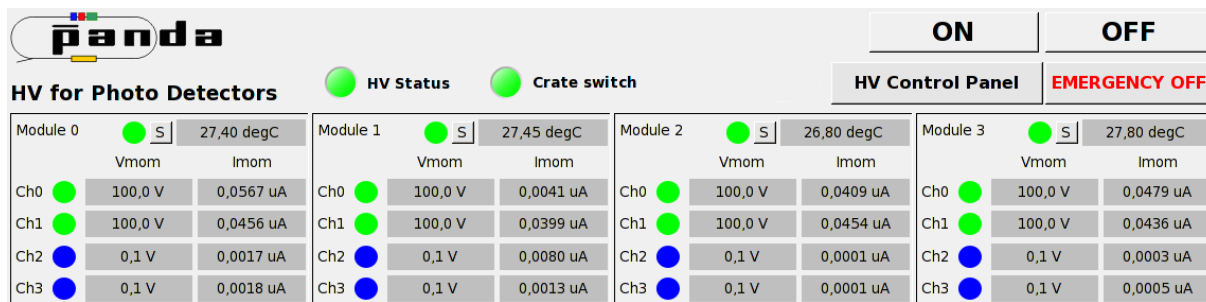 panda
ON OFF
HV Status Crate switch HV Control Panel EMERGENCY OFF
HV for Photo Detectors
Module 0 S 27,40 degC Module 1 S 27,45 degC Module 2 S 26,80 degC Module 3 S 27,80 degC
Vmom Imom Vmom Imom Vmom Imom Vmom Imom
Ch0 100,0 V 0,0567 uA Ch0 100,0 V 0,0041 uA Ch0 100,0 V 0,0409 uA Ch0 100,0 V 0,0479 uA
Ch1 100,0 V 0,0456 uA Ch1 100,0 V 0,0399 uA Ch1 100,0 V 0,0454 uA Ch1 100,0 V 0,0436 uA
Ch2 0,1 V 0,0017 uA Ch2 0,1 V 0,0080 uA Ch2 0,1 V 0,0001 uA Ch2 0,1 V 0,0003 uA
Ch3 0,1 V 0,0018 uA Ch3 0,1 V 0,0013 uA Ch3 0,1 V 0,0001 uA Ch3 0,1 V 0,0005 uA